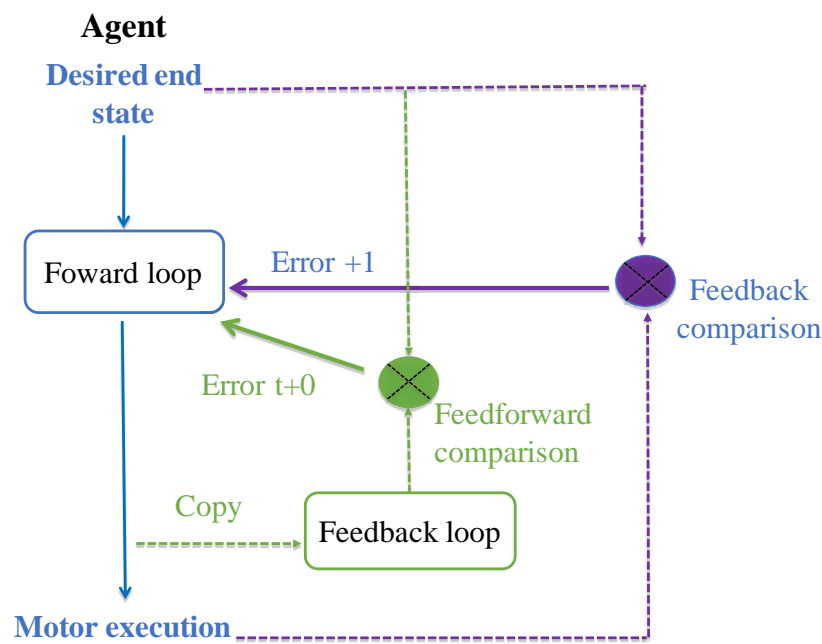 Agent
Desired end
state
Foward loop
Error +1
Feedback
comparison
Error t+0
Feedforward
comparison
Copy
Feedback loop
Motor execution